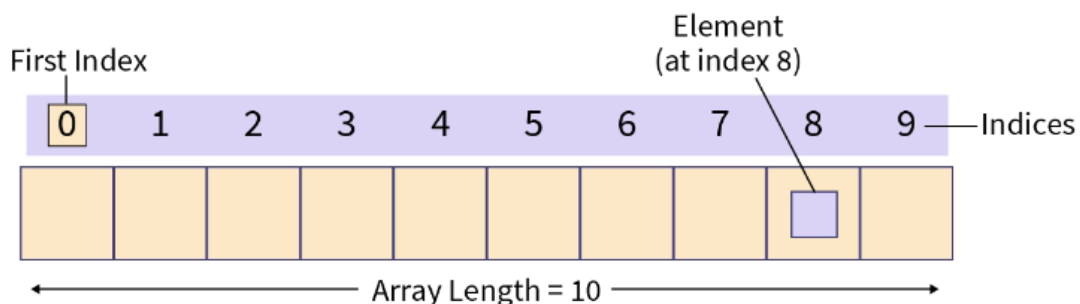 Element
(at index 8)
First Index
0 1 2 3 4 5 6 7 8 9
Indices
Array Length = 10